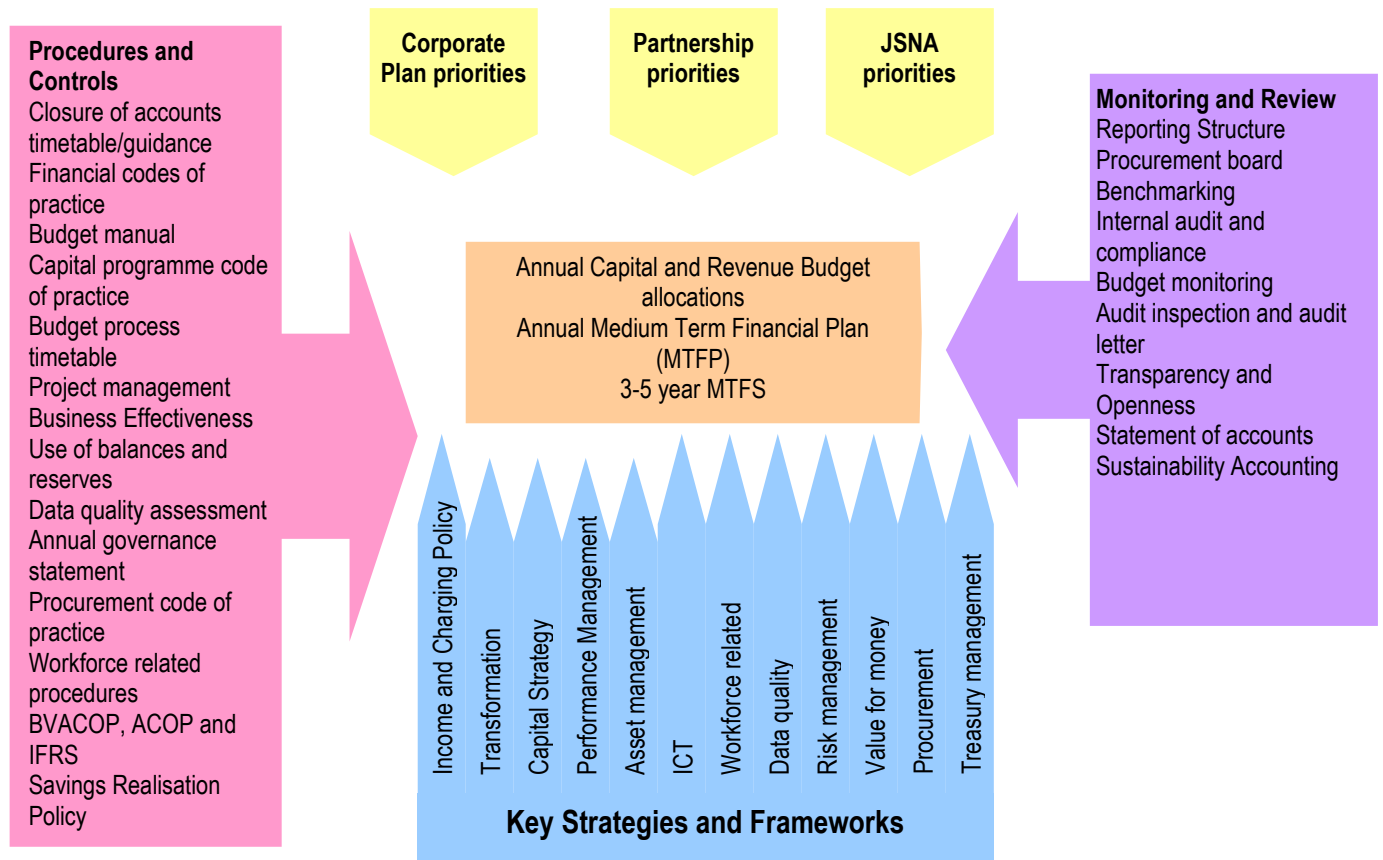 Procedures and
Controls
Closure of accounts
timetable/guidance
Financial codes of
practice
Budget manual
Capital programme code
of practice
Budget process
timetable
Project management
Business Effectiveness
Use of balances and
reserves
Data quality assessment
Annual governance
statement
Procurement code of
practice
Workforce related
procedures
BVACOP, ACOP and
IFRS
Savings Realisation
Policy
Corporate
Plan priorities
Partnership
priorities
JSNA
priorities
Annual Capital and Revenue Budget
allocations
Annual Medium Term Financial Plan
(MTFP)
3-5 year MTFS
Income and Charging Policy
Transformation
Capital Strategy
Performance Management
Asset management
ICT
Workforce related
Data quality
Risk management
Value for money
Procurement
Treasury management
Key Strategies and Frameworks
Monitoring and Review
Reporting Structure
Procurement board
Benchmarking
Internal audit and
compliance
Budget monitoring
Audit inspection and audit
letter
Transparency and
Openness
Statement of accounts
Sustainability Accounting